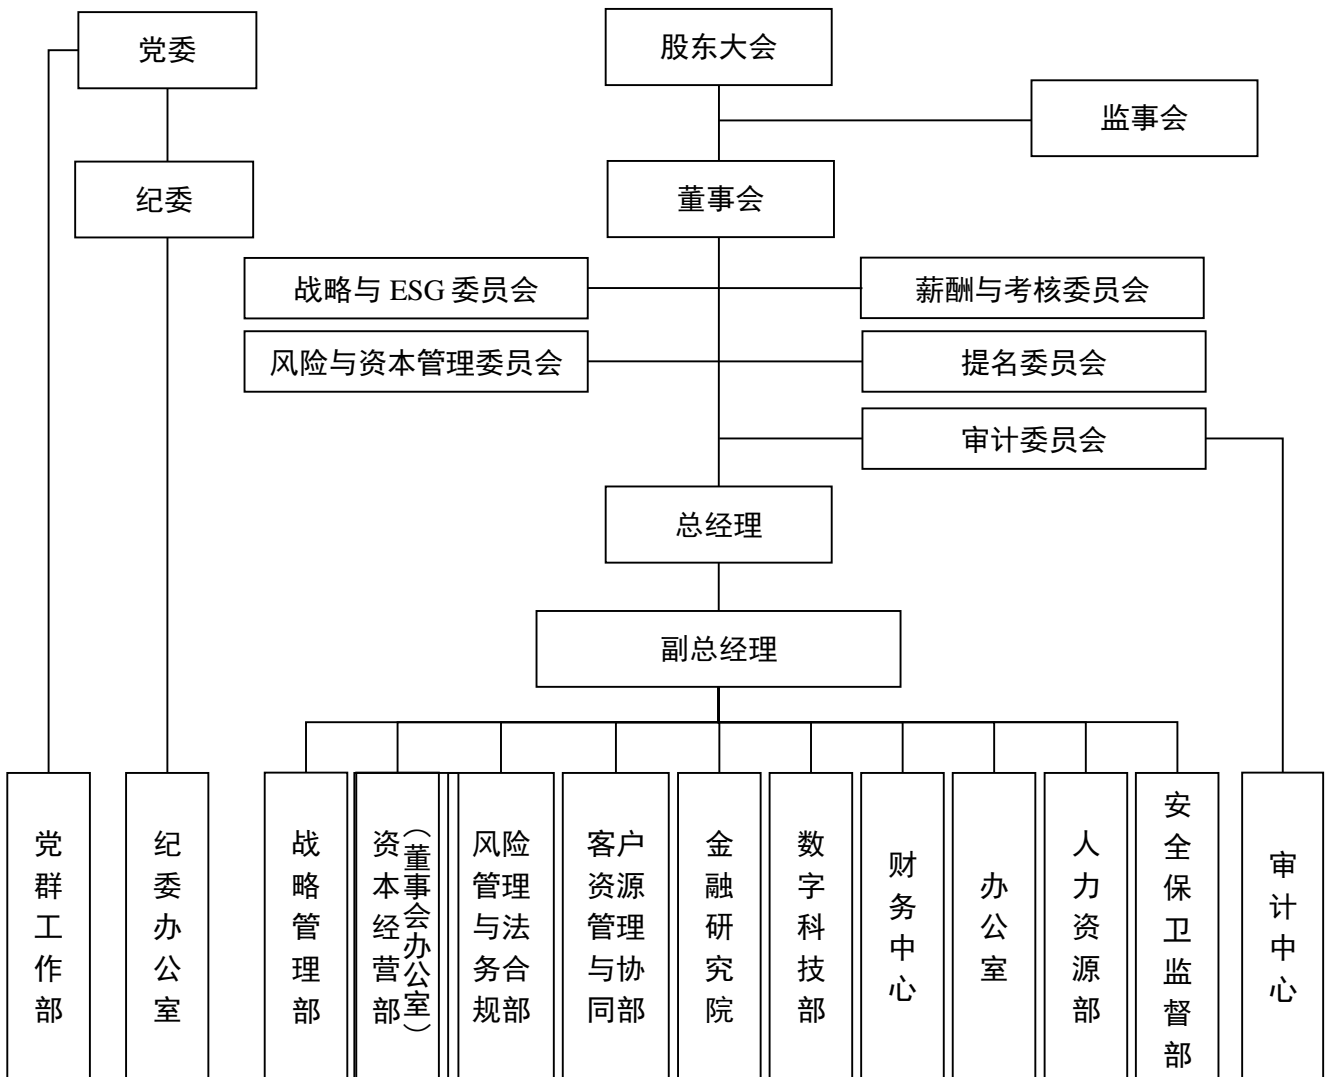 党委
股东大会
监事会
纪委
董事会
战略与 ESG 委员会
薪酬与考核委员会
风险与资本管理委员会
提名委员会
审计委员会
总经理
副总经理
党群工作部
纪委办公室
战略管理部
资本经营部
（董事会办公室）
风险
管理
与法
务合
规部
客户
资源
管理
与协
同部
金融研究院
数字科技部
财务中心
办公室
人力资源部
安全保卫监督部
审计中心